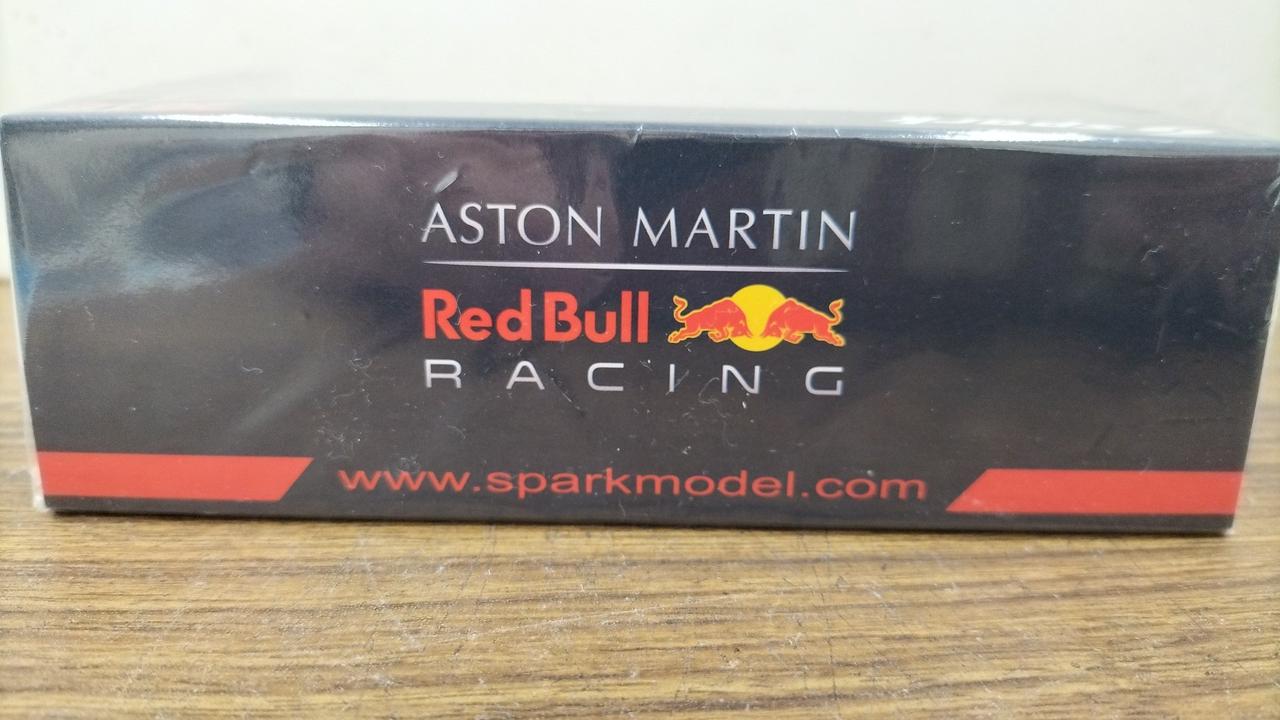 ASTON MARTIN
Red Bull
RACING
www.sparkmodel.com